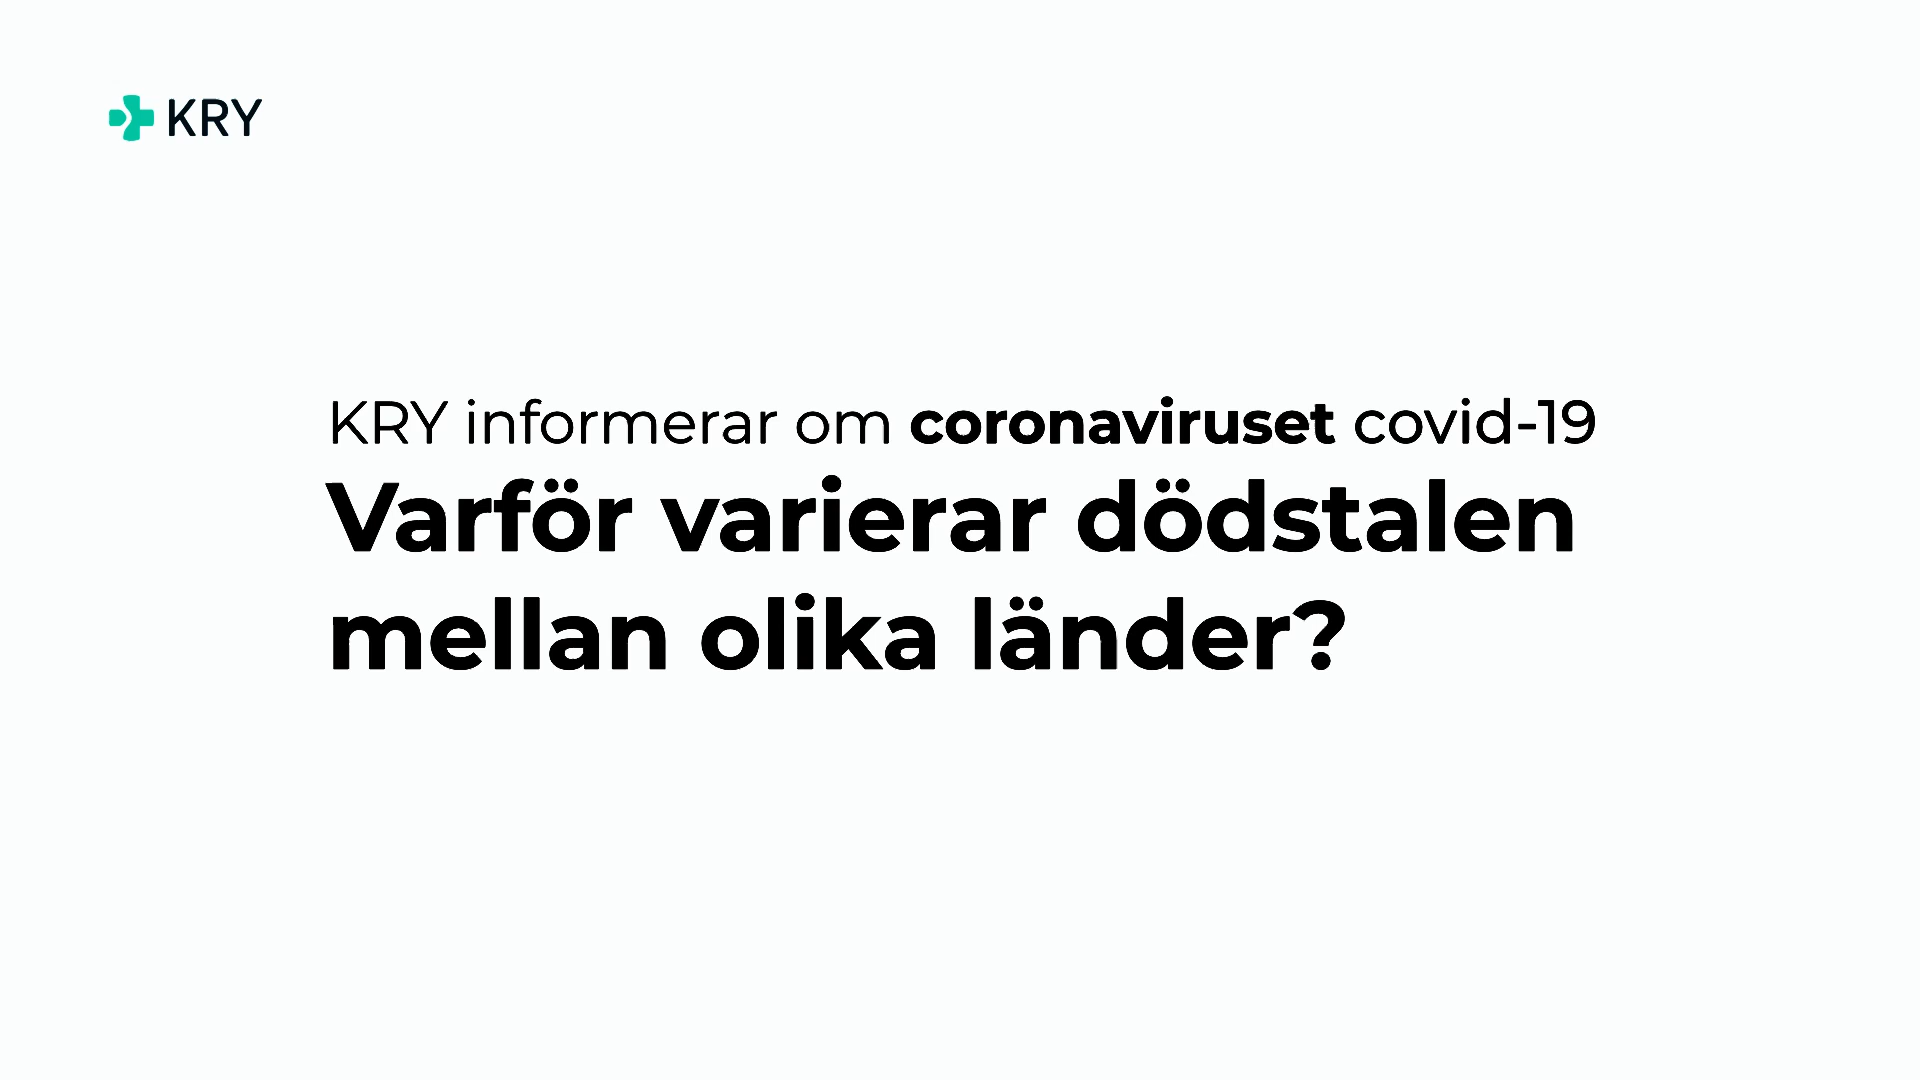 KRY
KRY informerar om coronaviruset covid-19
Varför varierar dödstalen
mellan olika länder?